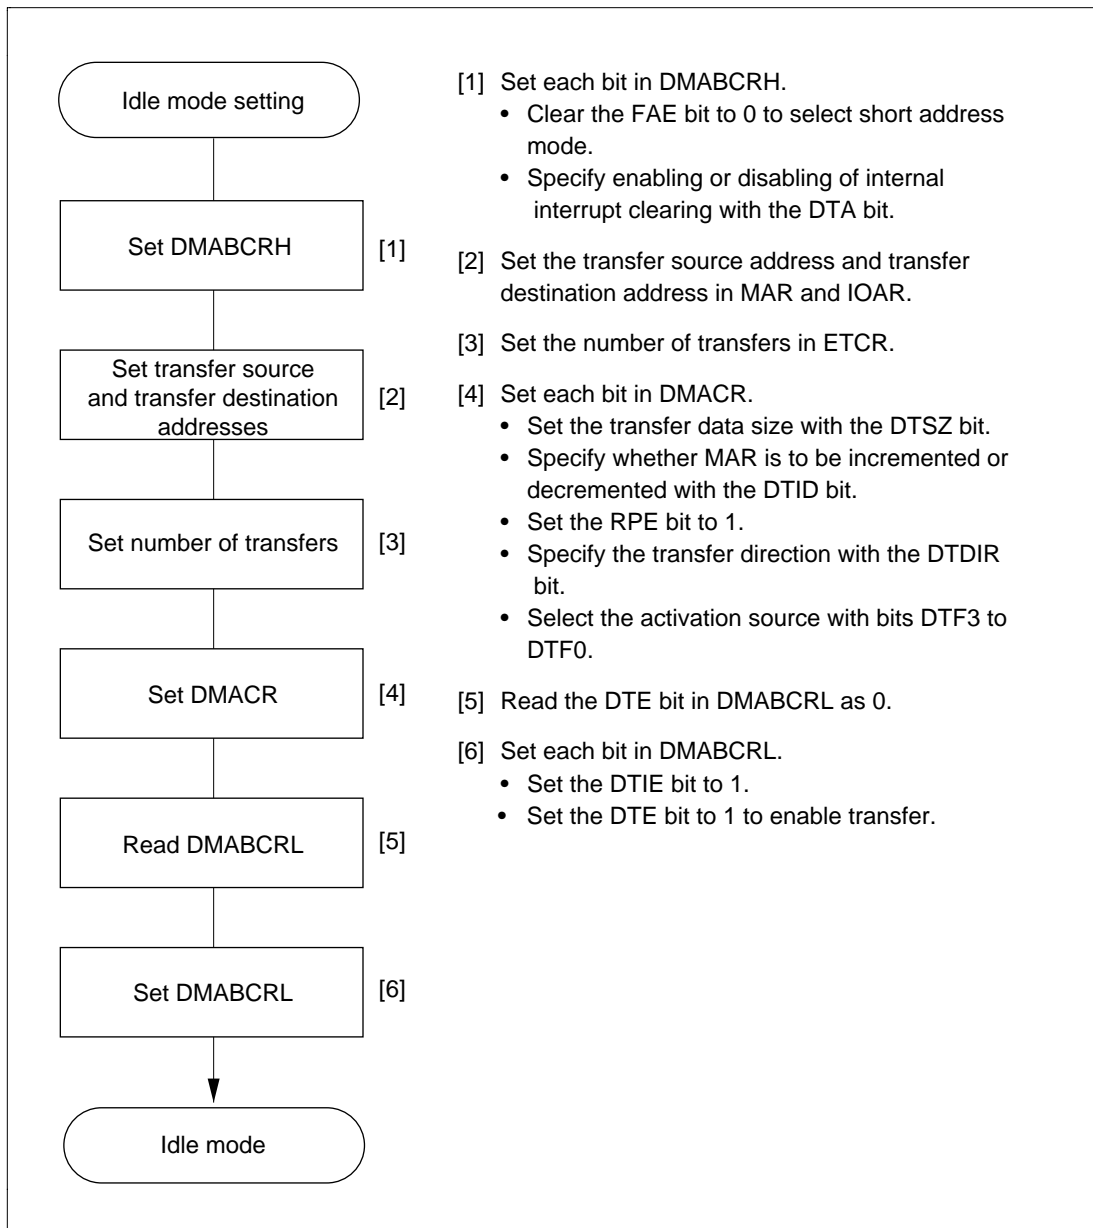 Idle mode setting
Set DMABCRH [1]
Set transfer source
and transfer destination [2]
addresses
Set number of transfers [3]
Set DMACR [4]
Read DMABCRL [5]
Set DMABCRL [6]
Idle mode
[1] Set each bit in DMABCRH.
• Clear the FAE bit to 0 to select short address
mode.
• Specify enabling or disabling of internal
interrupt clearing with the DTA bit.
[2] Set the transfer source address and transfer
destination address in MAR and IOAR.
[3] Set the number of transfers in ETCR.
[4] Set each bit in DMACR.
• Set the transfer data size with the DTSZ bit.
• Specify whether MAR is to be incremented or
decremented with the DTID bit.
• Set the RPE bit to 1.
• Specify the transfer direction with the DTDIR
bit.
• Select the activation source with bits DTF3 to
DTF0.
[5] Read the DTE bit in DMABCRL as 0.
[6] Set each bit in DMABCRL.
• Set the DTIE bit to 1.
• Set the DTE bit to 1 to enable transfer.